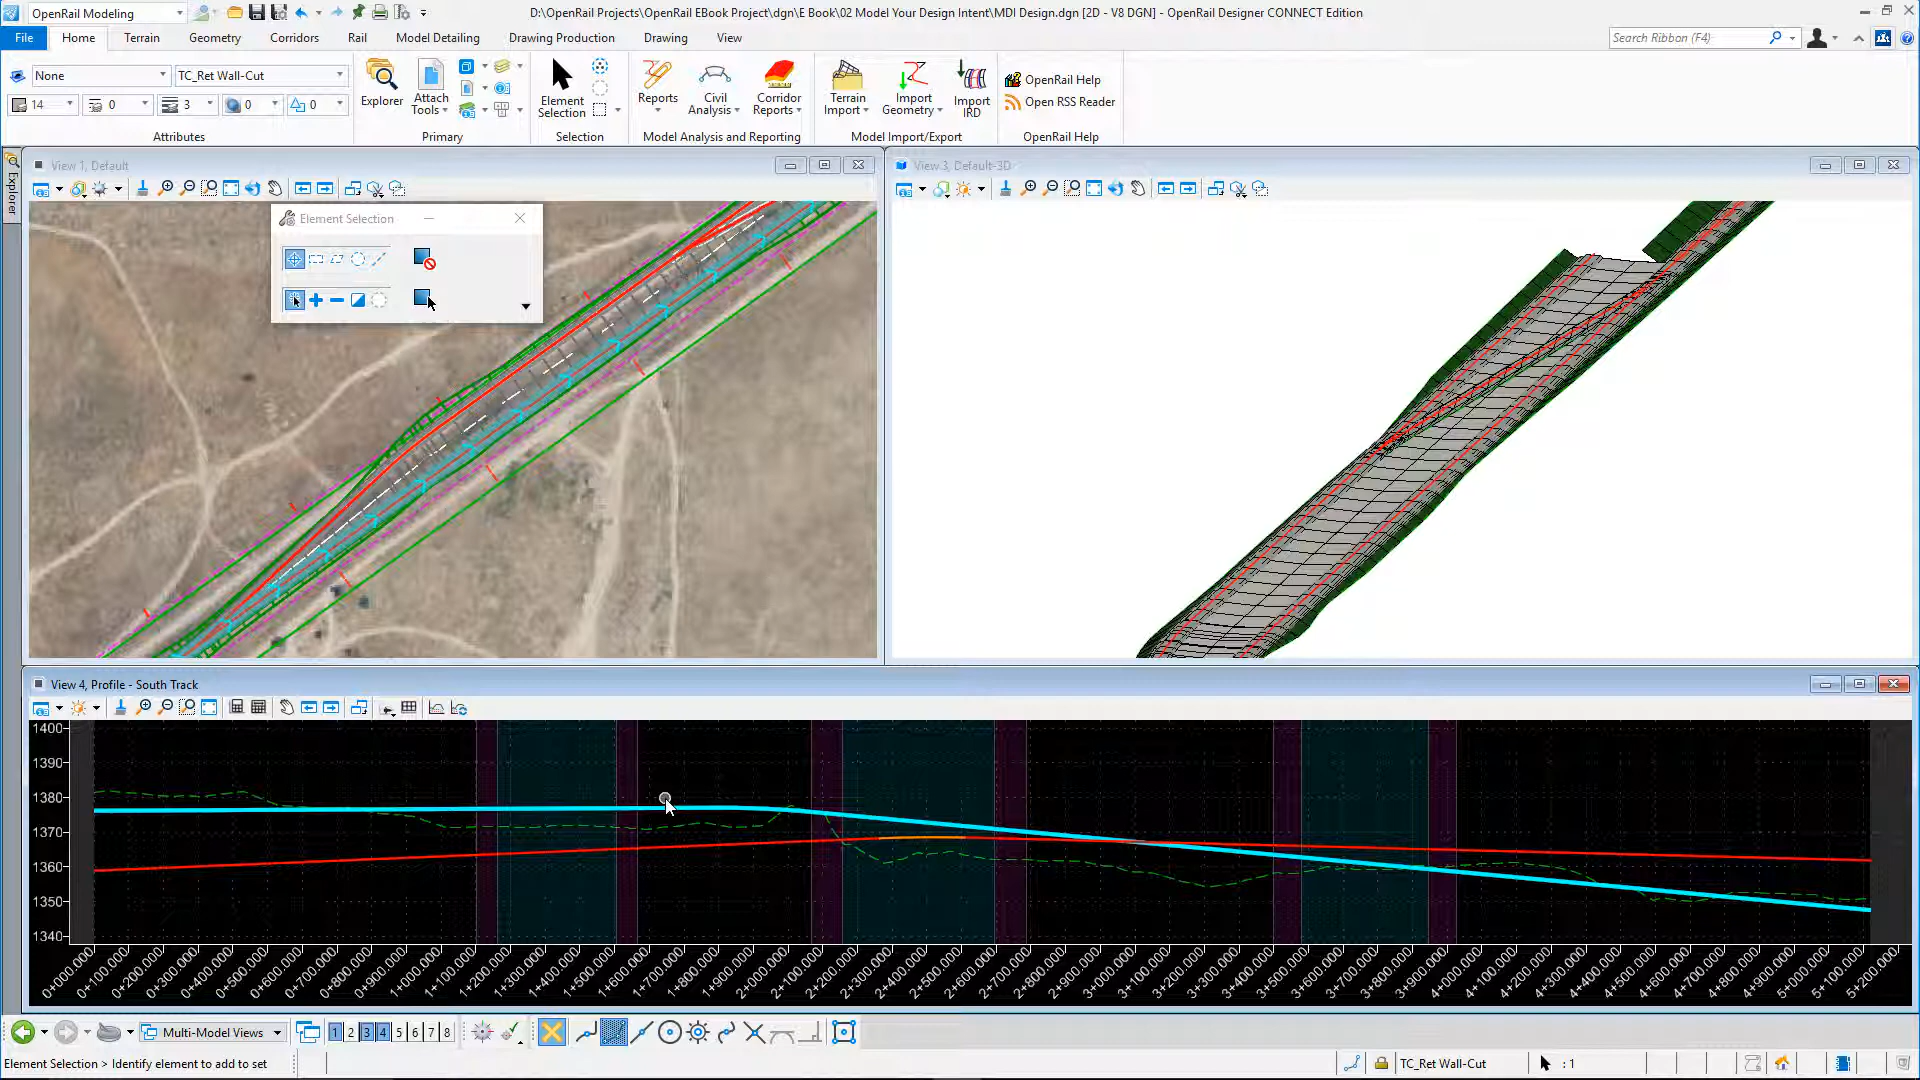 OpenRail Modeling
D:\OpenRail Projects\OpenRail EBook Project\dgn\E Book\02 Model Your Design Intent\MDI Design.dgn [2D - V8 DGN] - OpenRail Designer CONNECT Edition
File Home Terrain Geometry Corridors Rail Model Detailing Drawing Production Drawing View
Search Ribbon (F4)
None TC_Ret Wall-Cut
14 0 3 0 0
Attributes
Explorer
Attach Tools
Primary
Element Selection
Selection
Reports
Civil Analysis
Corridor Reports
Model Analysis and Reporting
Terrain Import
Import Geometry
Import IRD
Model Import/Export
OpenRail Help
Open RSS Reader
OpenRail Help
Explorer
View 1, Default
Element Selection
View 3, Default-3D
View 4, Profile - South Track
1400
1390
1380
1370
1360
1350
1340
0+000.000 0+100.000 0+200.000 0+300.000 0+400.000 0+500.000 0+600.000 0+700.000 0+800.000 0+900.000 1+000.000 1+100.000 1+200.000 1+300.000 1+400.000 1+500.000 1+600.000 1+700.000 1+800.000 1+900.000 2+000.000 2+100.000 2+200.000 2+300.000 2+400.000 2+500.000 2+600.000 2+700.000 2+800.000 2+900.000 3+000.000 3+100.000 3+200.000 3+300.000 3+400.000 3+500.000 3+600.000 3+700.000 3+800.000 3+900.000 4+000.000 4+100.000 4+200.000 4+300.000 4+400.000 4+500.000 4+600.000 4+700.000 4+800.000 4+900.000 5+000.000 5+100.000 5+200.000
Multi-Model Views 1 2 3 4 5 6 7 8
Element Selection > Identify element to add to set
TC_Ret Wall-Cut
: 1